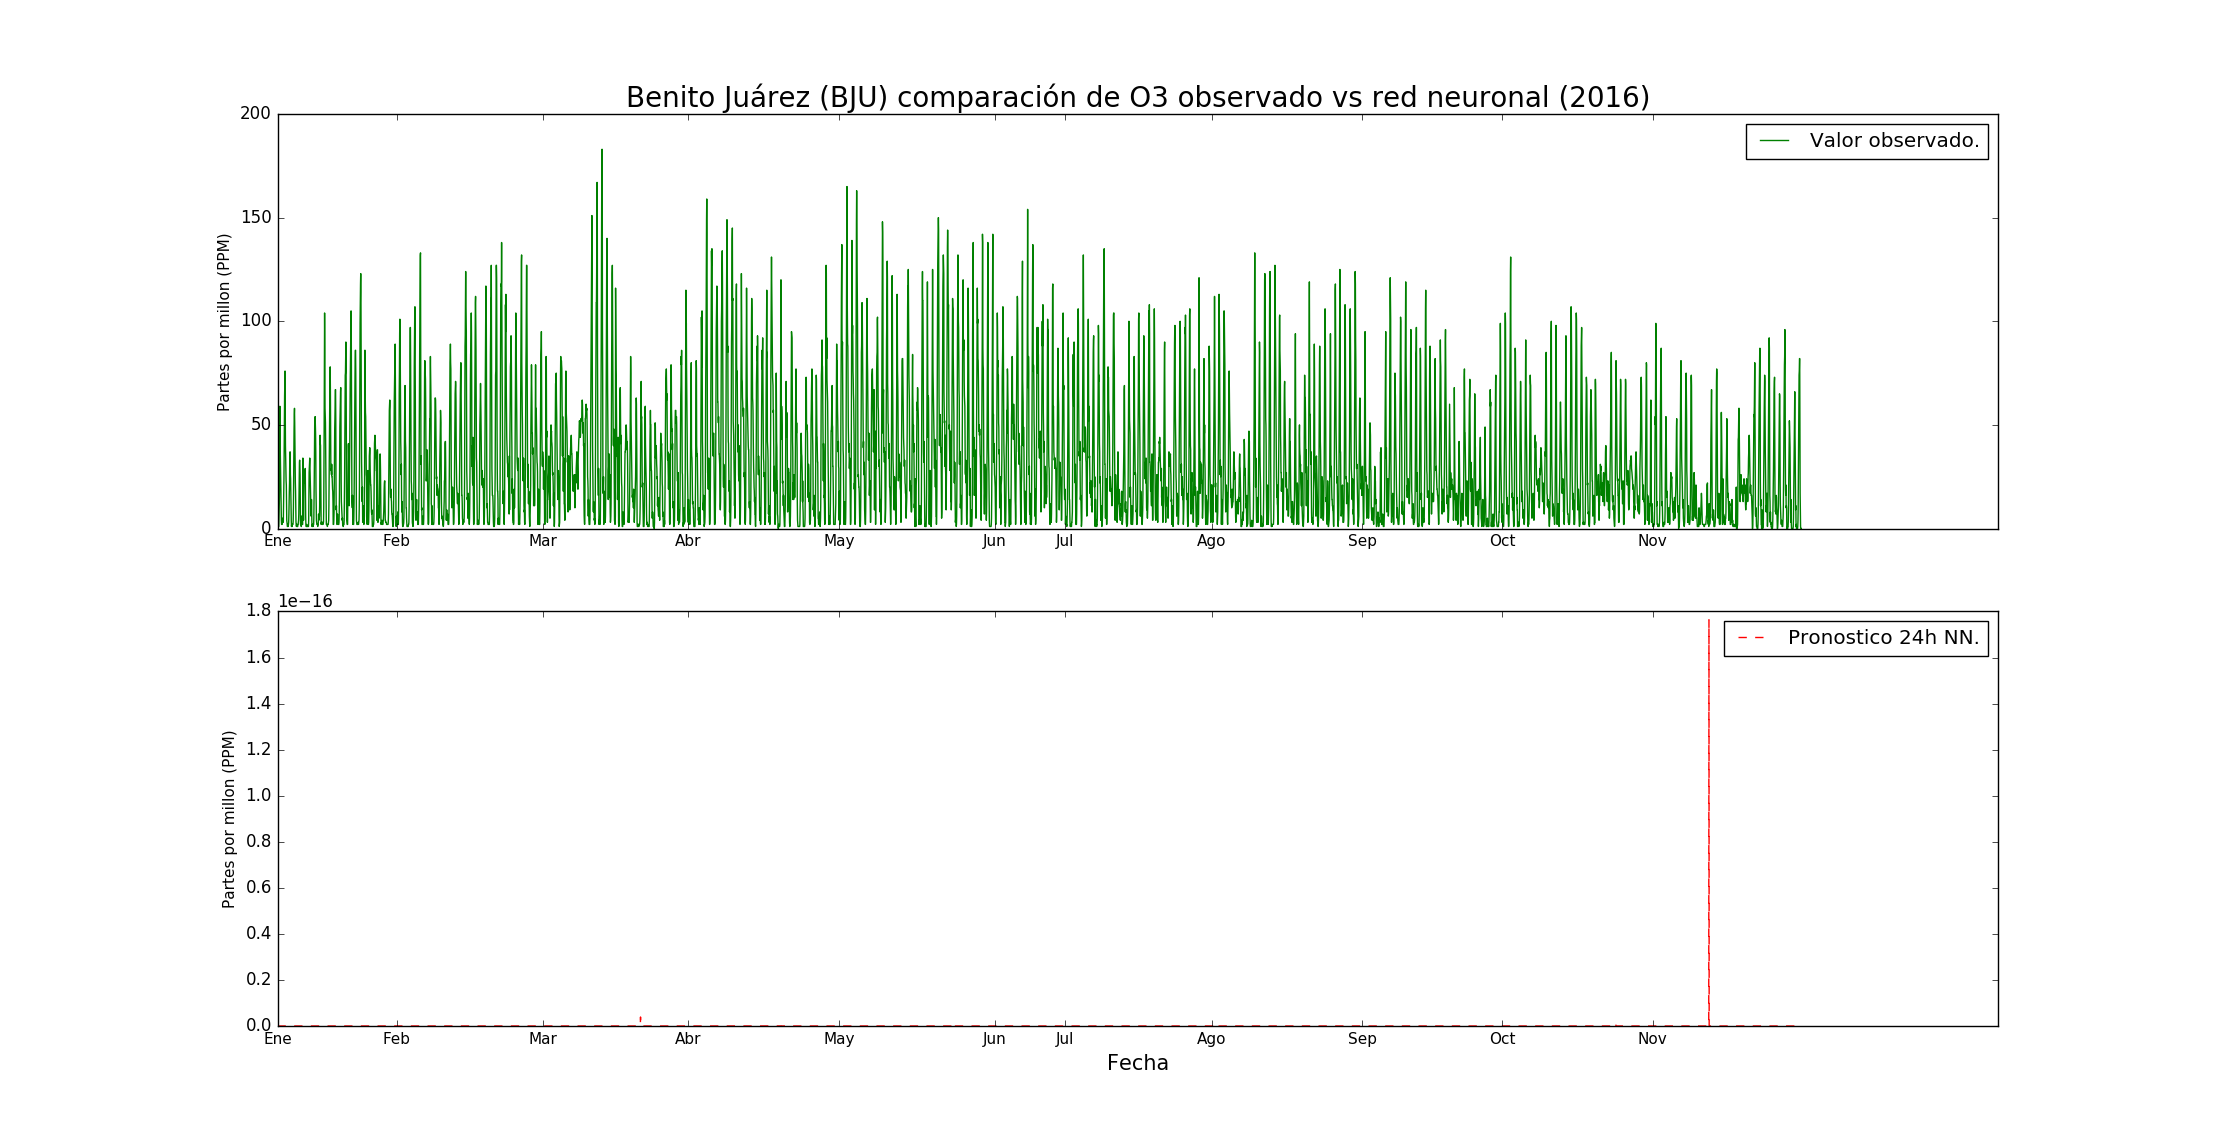 Benito Juárez (BJU) comparación de O3 observado vs red neuronal (2016)
200
150
100
50
0
Partes por millon (PPM)
Valor observado.
Ene Feb Mar Abr May Jun Jul Ago Sep Oct Nov
1e−16
1.8
1.6
1.4
1.2
1.0
0.8
0.6
0.4
0.2
0.0
Partes por millon (PPM)
Pronostico 24h NN.
Ene Feb Mar Abr May Jun Jul Ago Sep Oct Nov
Fecha